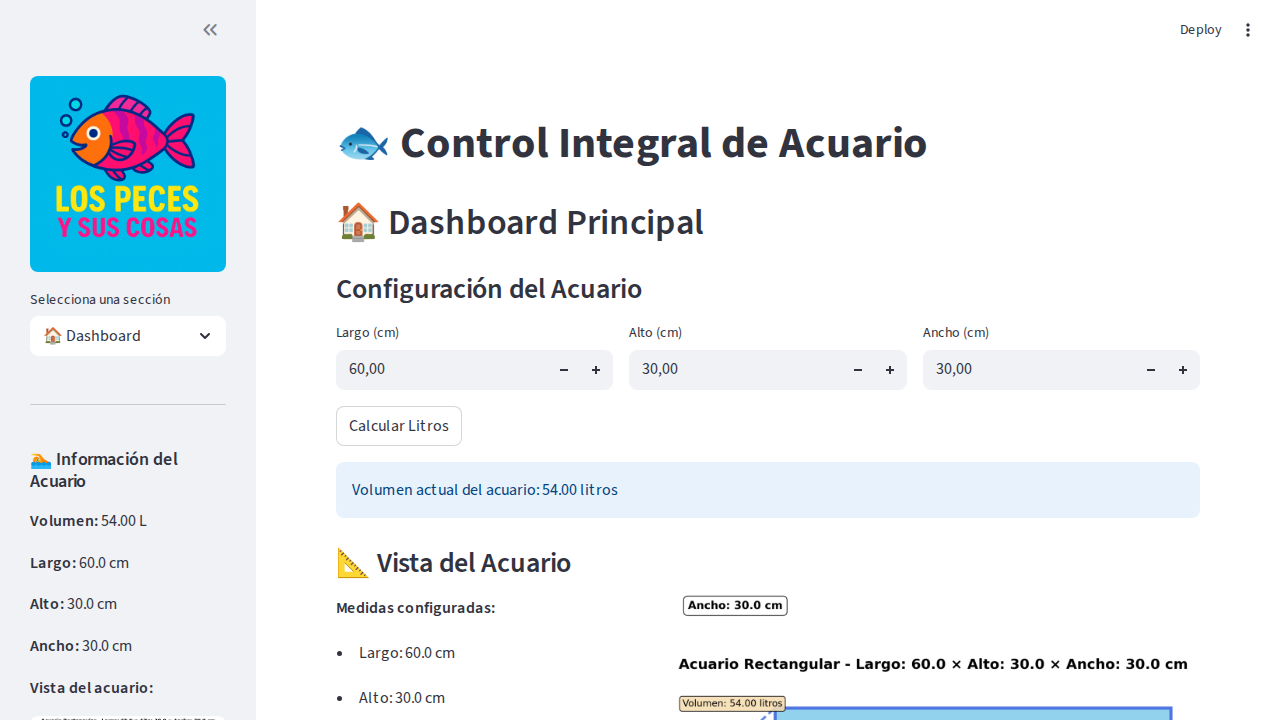 Deploy
LOS PECES
Y SUS COSAS
Selecciona una sección
🏠 Dashboard
🏊 Información del
Acuario
Volumen: 54.00 L
Largo: 60.0 cm
Alto: 30.0 cm
Ancho: 30.0 cm
Vista del acuario:
🐟 Control Integral de Acuario
🏠 Dashboard Principal
Configuración del Acuario
Largo (cm) Alto (cm) Ancho (cm)
60,00 30,00 30,00
Calcular Litros
Volumen actual del acuario: 54.00 litros
📐 Vista del Acuario
Medidas configuradas:
• Largo: 60.0 cm
• Alto: 30.0 cm
Ancho: 30.0 cm
Acuario Rectangular - Largo: 60.0 × Alto: 30.0 × Ancho: 30.0 cm
Volumen: 54.00 litros